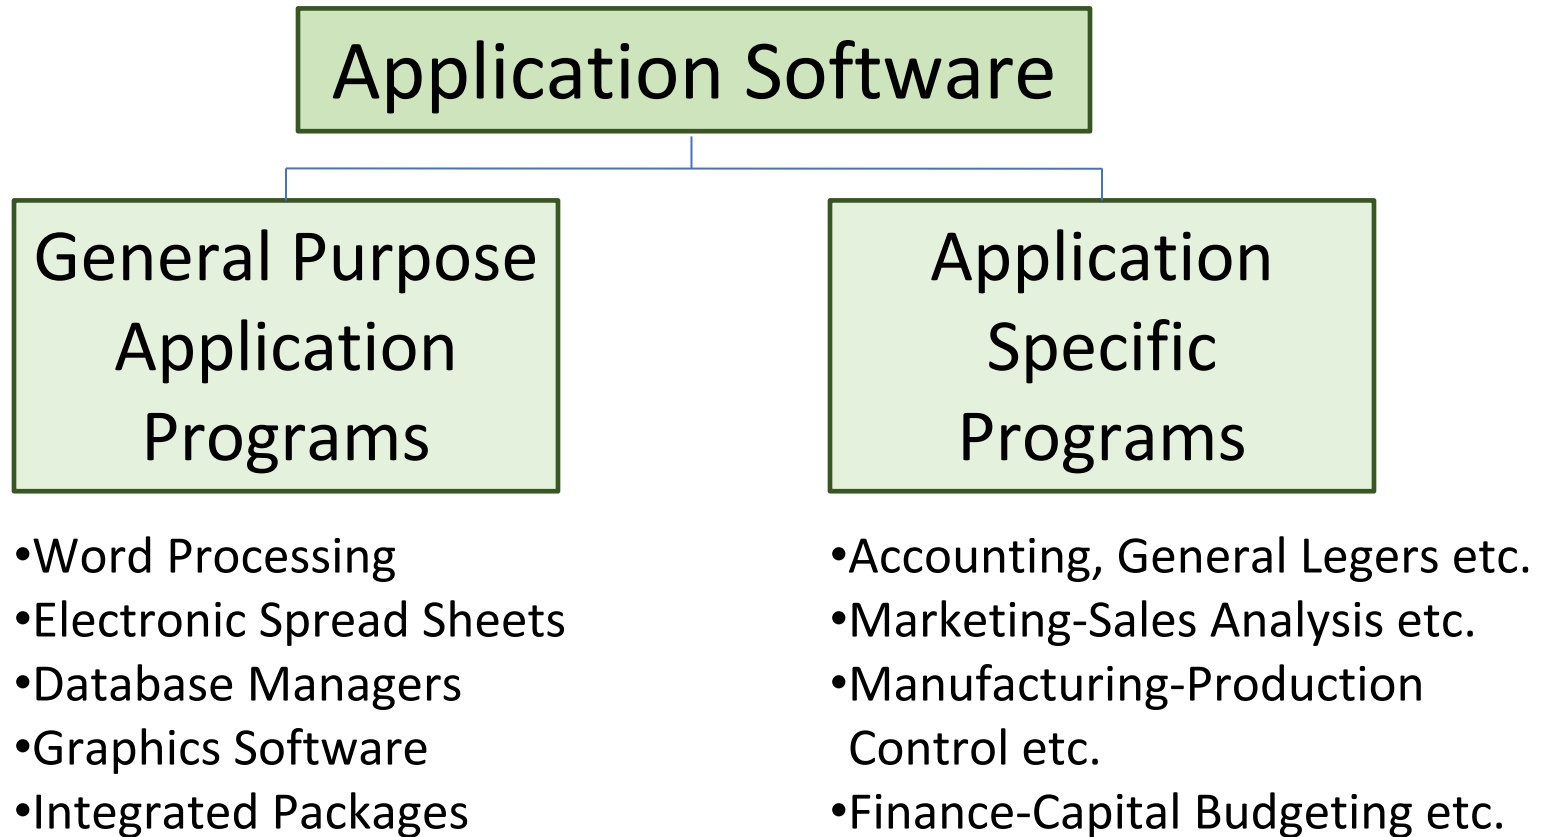 Application Software
General Purpose
Application
Programs
Application
Specific
Programs
•Word Processing
•Electronic Spread Sheets
•Database Managers
•Graphics Software
•Integrated Packages
•Accounting, General Legers etc.
•Marketing-Sales Analysis etc.
•Manufacturing-Production
Control etc.
•Finance-Capital Budgeting etc.